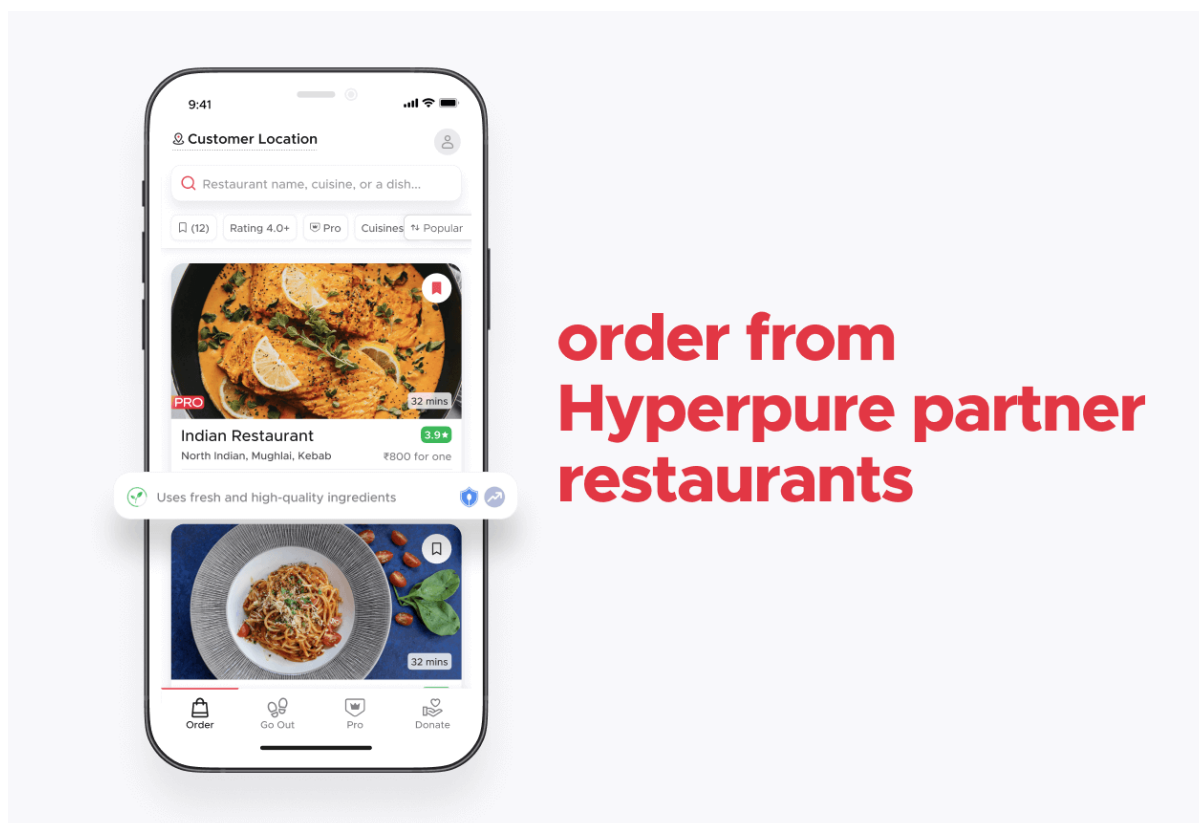 9:41
Customer Location
Restaurant name, cuisine, or a dish...
(12) Rating 4.0+ Pro Cuisines Popular
PRO
32 mins
Indian Restaurant 3.9★
North Indian, Mughlai, Kebab ₹800 for one
Uses fresh and high-quality ingredients
32 mins
Order Go Out Pro Donate
order from
Hyperpure partner
restaurants